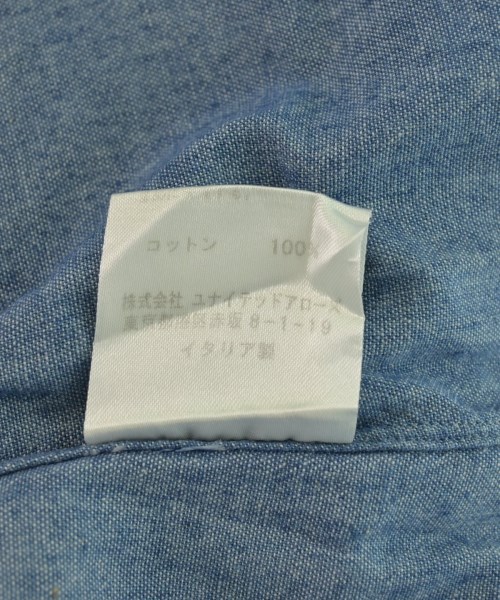 コットン 100%
株式会社 ユナイテッドアローズ
東京都港区赤坂 8-1-19
イタリア製